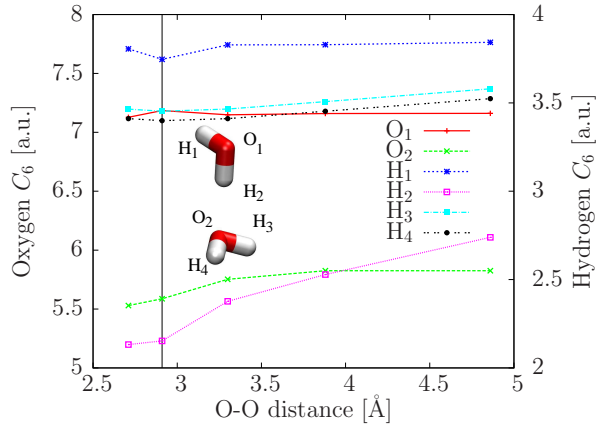 8
7.5
7
6.5
6
5.5
5
Oxygen C₆ [a.u.]
4
3.5
3
2.5
2
Hydrogen C₆ [a.u.]
2.5 3 3.5 4 4.5 5
O-O distance [Å]
O₁
O₂
H₁
H₂
H₃
H₄
H₁ O₁
H₂
O₂ H₃
H₄